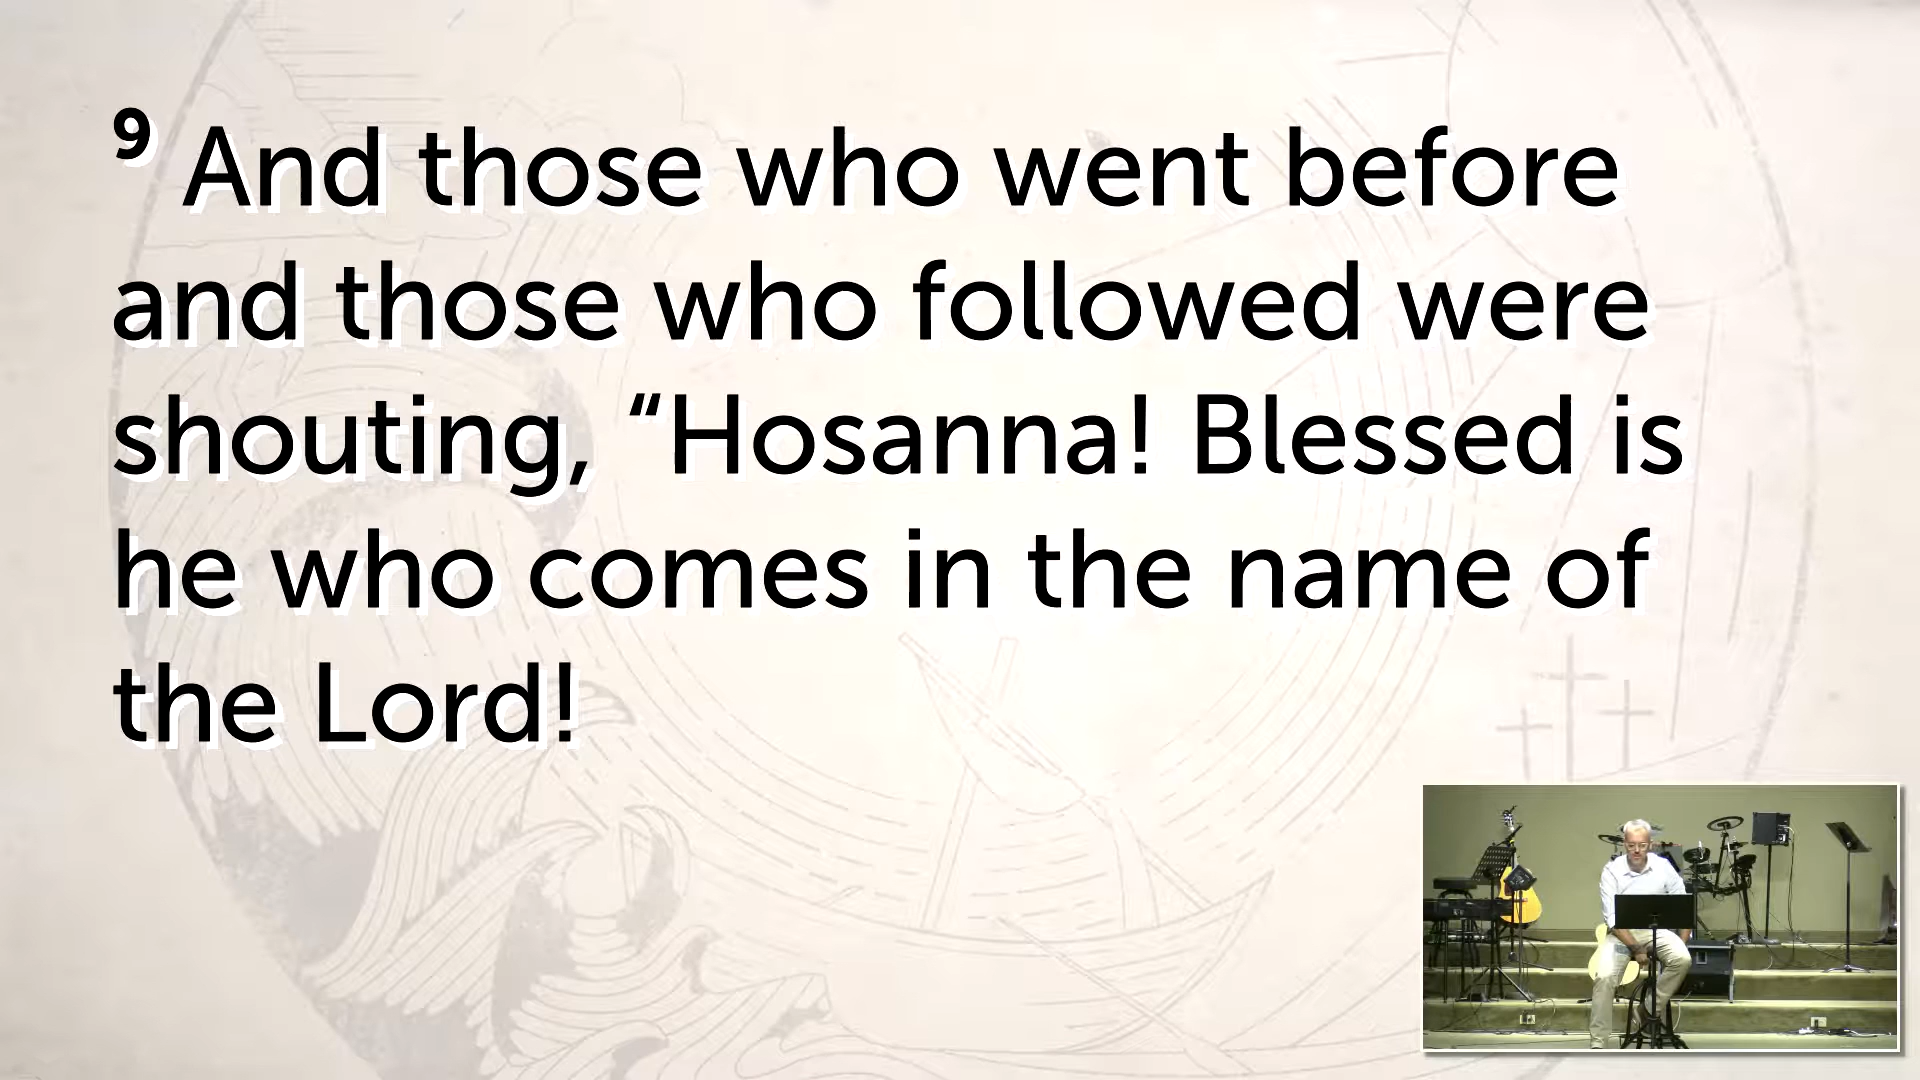 9 And those who went before
and those who followed were
shouting, “Hosanna! Blessed is
he who comes in the name of
the Lord!